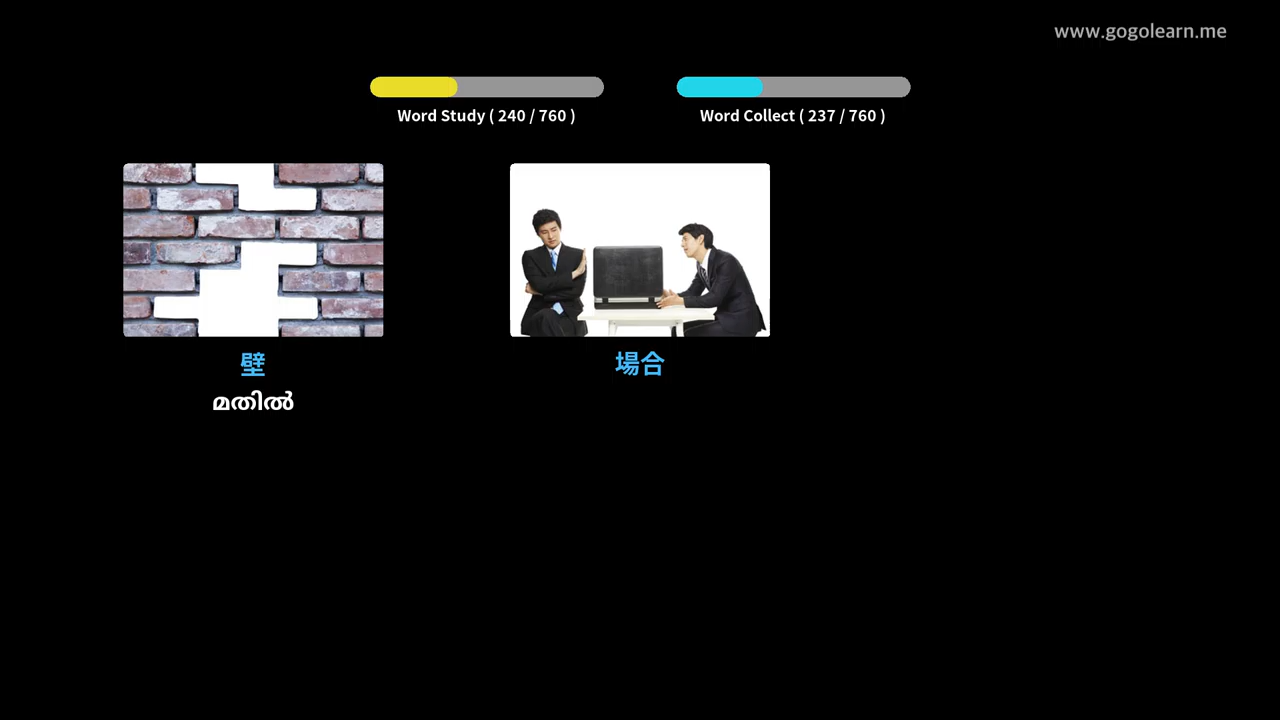 www.gogolearn.me
Word Study ( 240 / 760 )
Word Collect ( 237 / 760 )
壁
മതിൽ
場合